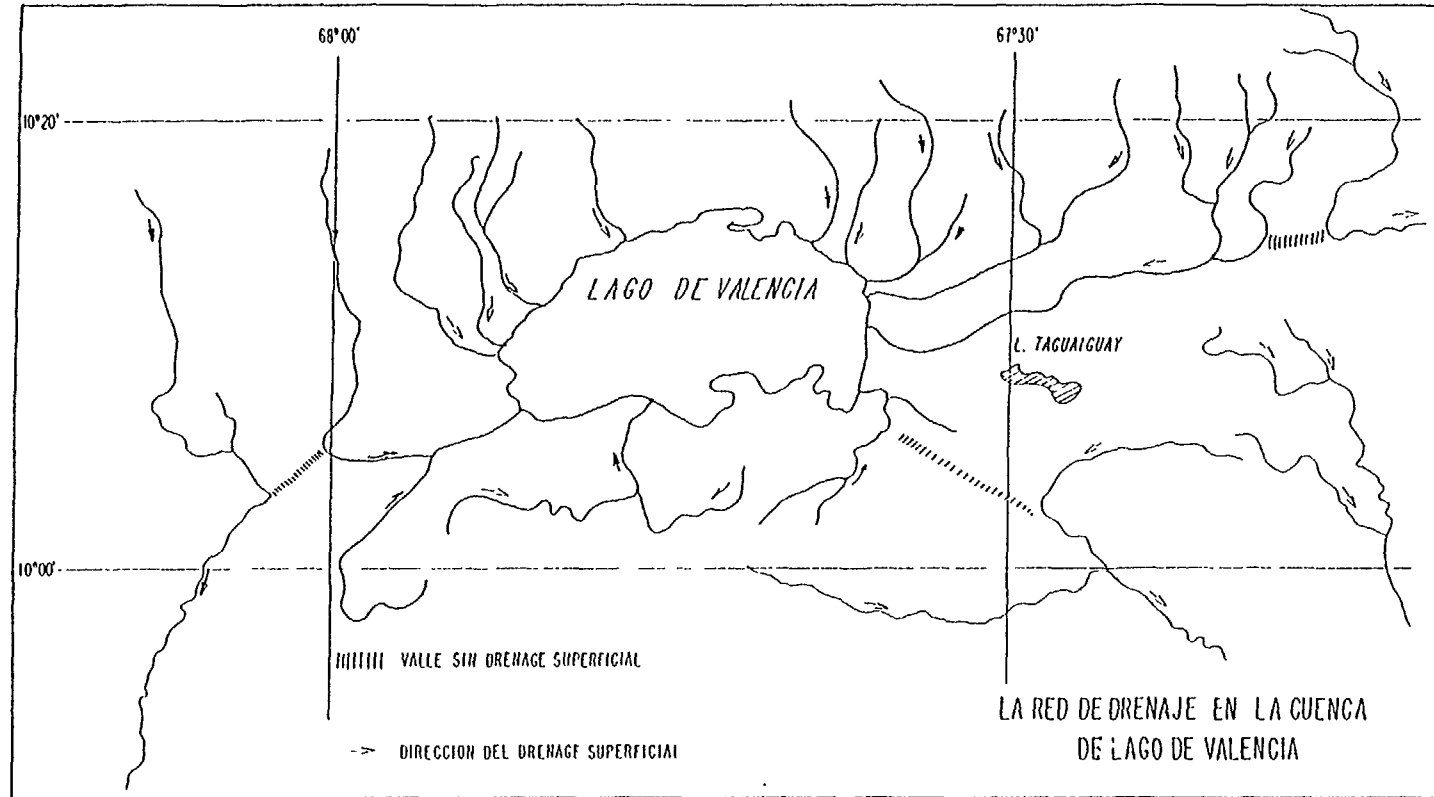 68°00' 67°30'
10°20'
LAGO DE VALENCIA
L. TAGUAIGUAY
10°00'
VALLE SIN DRENAGE SUPERFICIAL
LA RED DE DRENAJE EN LA CUENCA
DE LAGO DE VALENCIA
DIRECCION DEL DRENAGE SUPERFICIAL